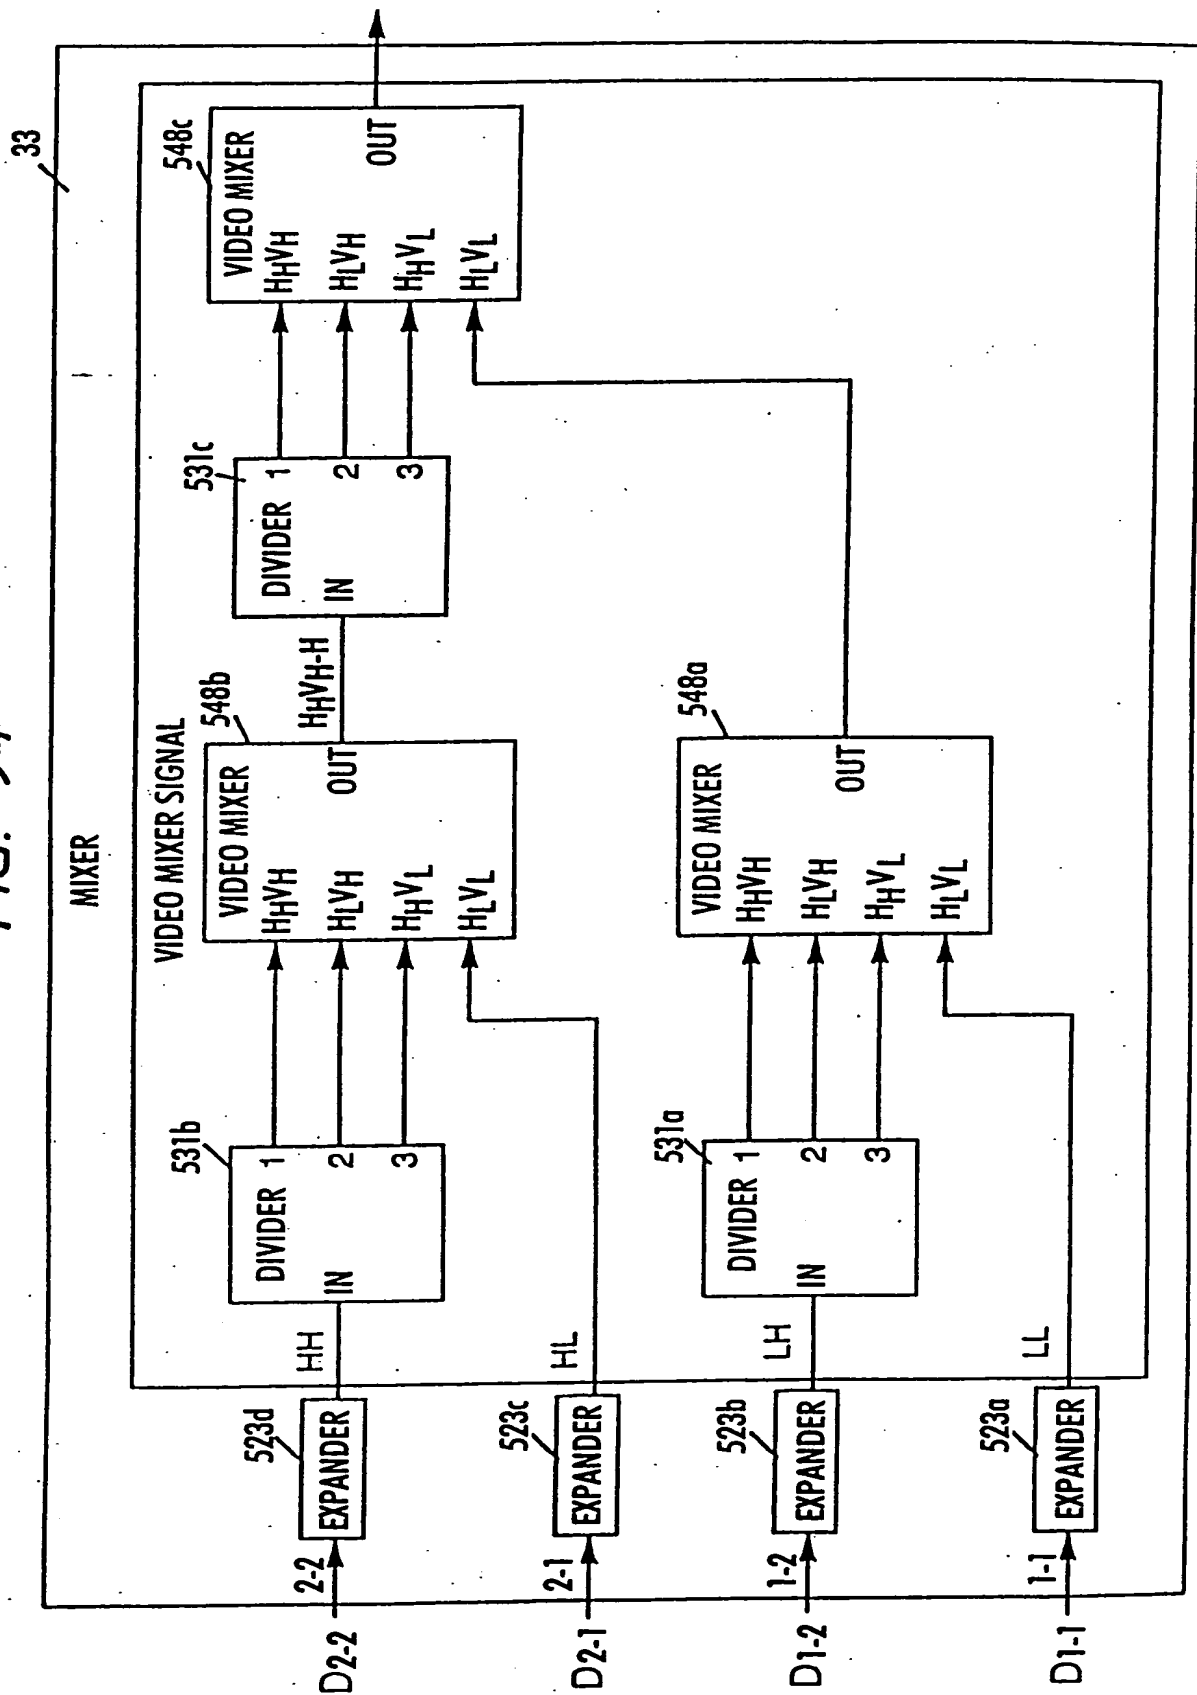 33
MIXER
VIDEO MIXER SIGNAL
D2-2
2-2
EXPANDER
523d
HH
DIVIDER
IN
1
2
3
531b
VIDEO MIXER
HHVH
HLVH
HHVL
HLVL
OUT
548b
HHVH-H
DIVIDER
IN
1
2
3
531c
VIDEO MIXER
HHVH
HLVH
HHVL
HLVL
OUT
548c
D2-1
2-1
EXPANDER
523c
HL
D1-2
1-2
EXPANDER
523b
LH
DIVIDER
IN
1
2
3
531a
VIDEO MIXER
HHVH
HLVH
HHVL
HLVL
OUT
548a
D1-1
1-1
EXPANDER
523a
LL